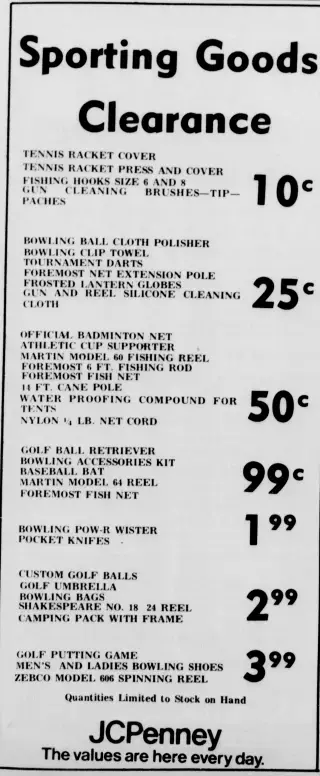 Sporting Goods
Clearance
TENNIS RACKET COVER
TENNIS RACKET PRESS AND COVER
FISHING HOOKS SIZE 6 AND 8
GUN CLEANING BRUSHES—TIP—
PACHES
10c
BOWLING BALL CLOTH POLISHER
BOWLING CLIP TOWEL
TOURNAMENT DARTS
FOREMOST NET EXTENSION POLE
FROSTED LANTERN GLOBES
GUN AND REEL SILICONE CLEANING
CLOTH
25c
OFFICIAL BADMINTON NET
ATHLETIC CUP SUPPORTER
MARTIN MODEL 60 FISHING REEL
FOREMOST 6 FT. FISHING ROD
FOREMOST FISH NET
14 FT. CANE POLE
WATER PROOFING COMPOUND FOR
TENTS
NYLON ¼ LB. NET CORD
50c
GOLF BALL RETRIEVER
BOWLING ACCESSORIES KIT
BASEBALL BAT
MARTIN MODEL 64 REEL
FOREMOST FISH NET
99c
BOWLING POW-R WISTER
POCKET KNIFES
1 99
CUSTOM GOLF BALLS
GOLF UMBRELLA
BOWLING BAGS
SHAKESPEARE NO. 18 24 REEL
CAMPING PACK WITH FRAME
2 99
GOLF PUTTING GAME
MEN'S AND LADIES BOWLING SHOES
ZEBCO MODEL 606 SPINNING REEL
3 99
Quantities Limited to Stock on Hand
JCPenney
The values are here every day.